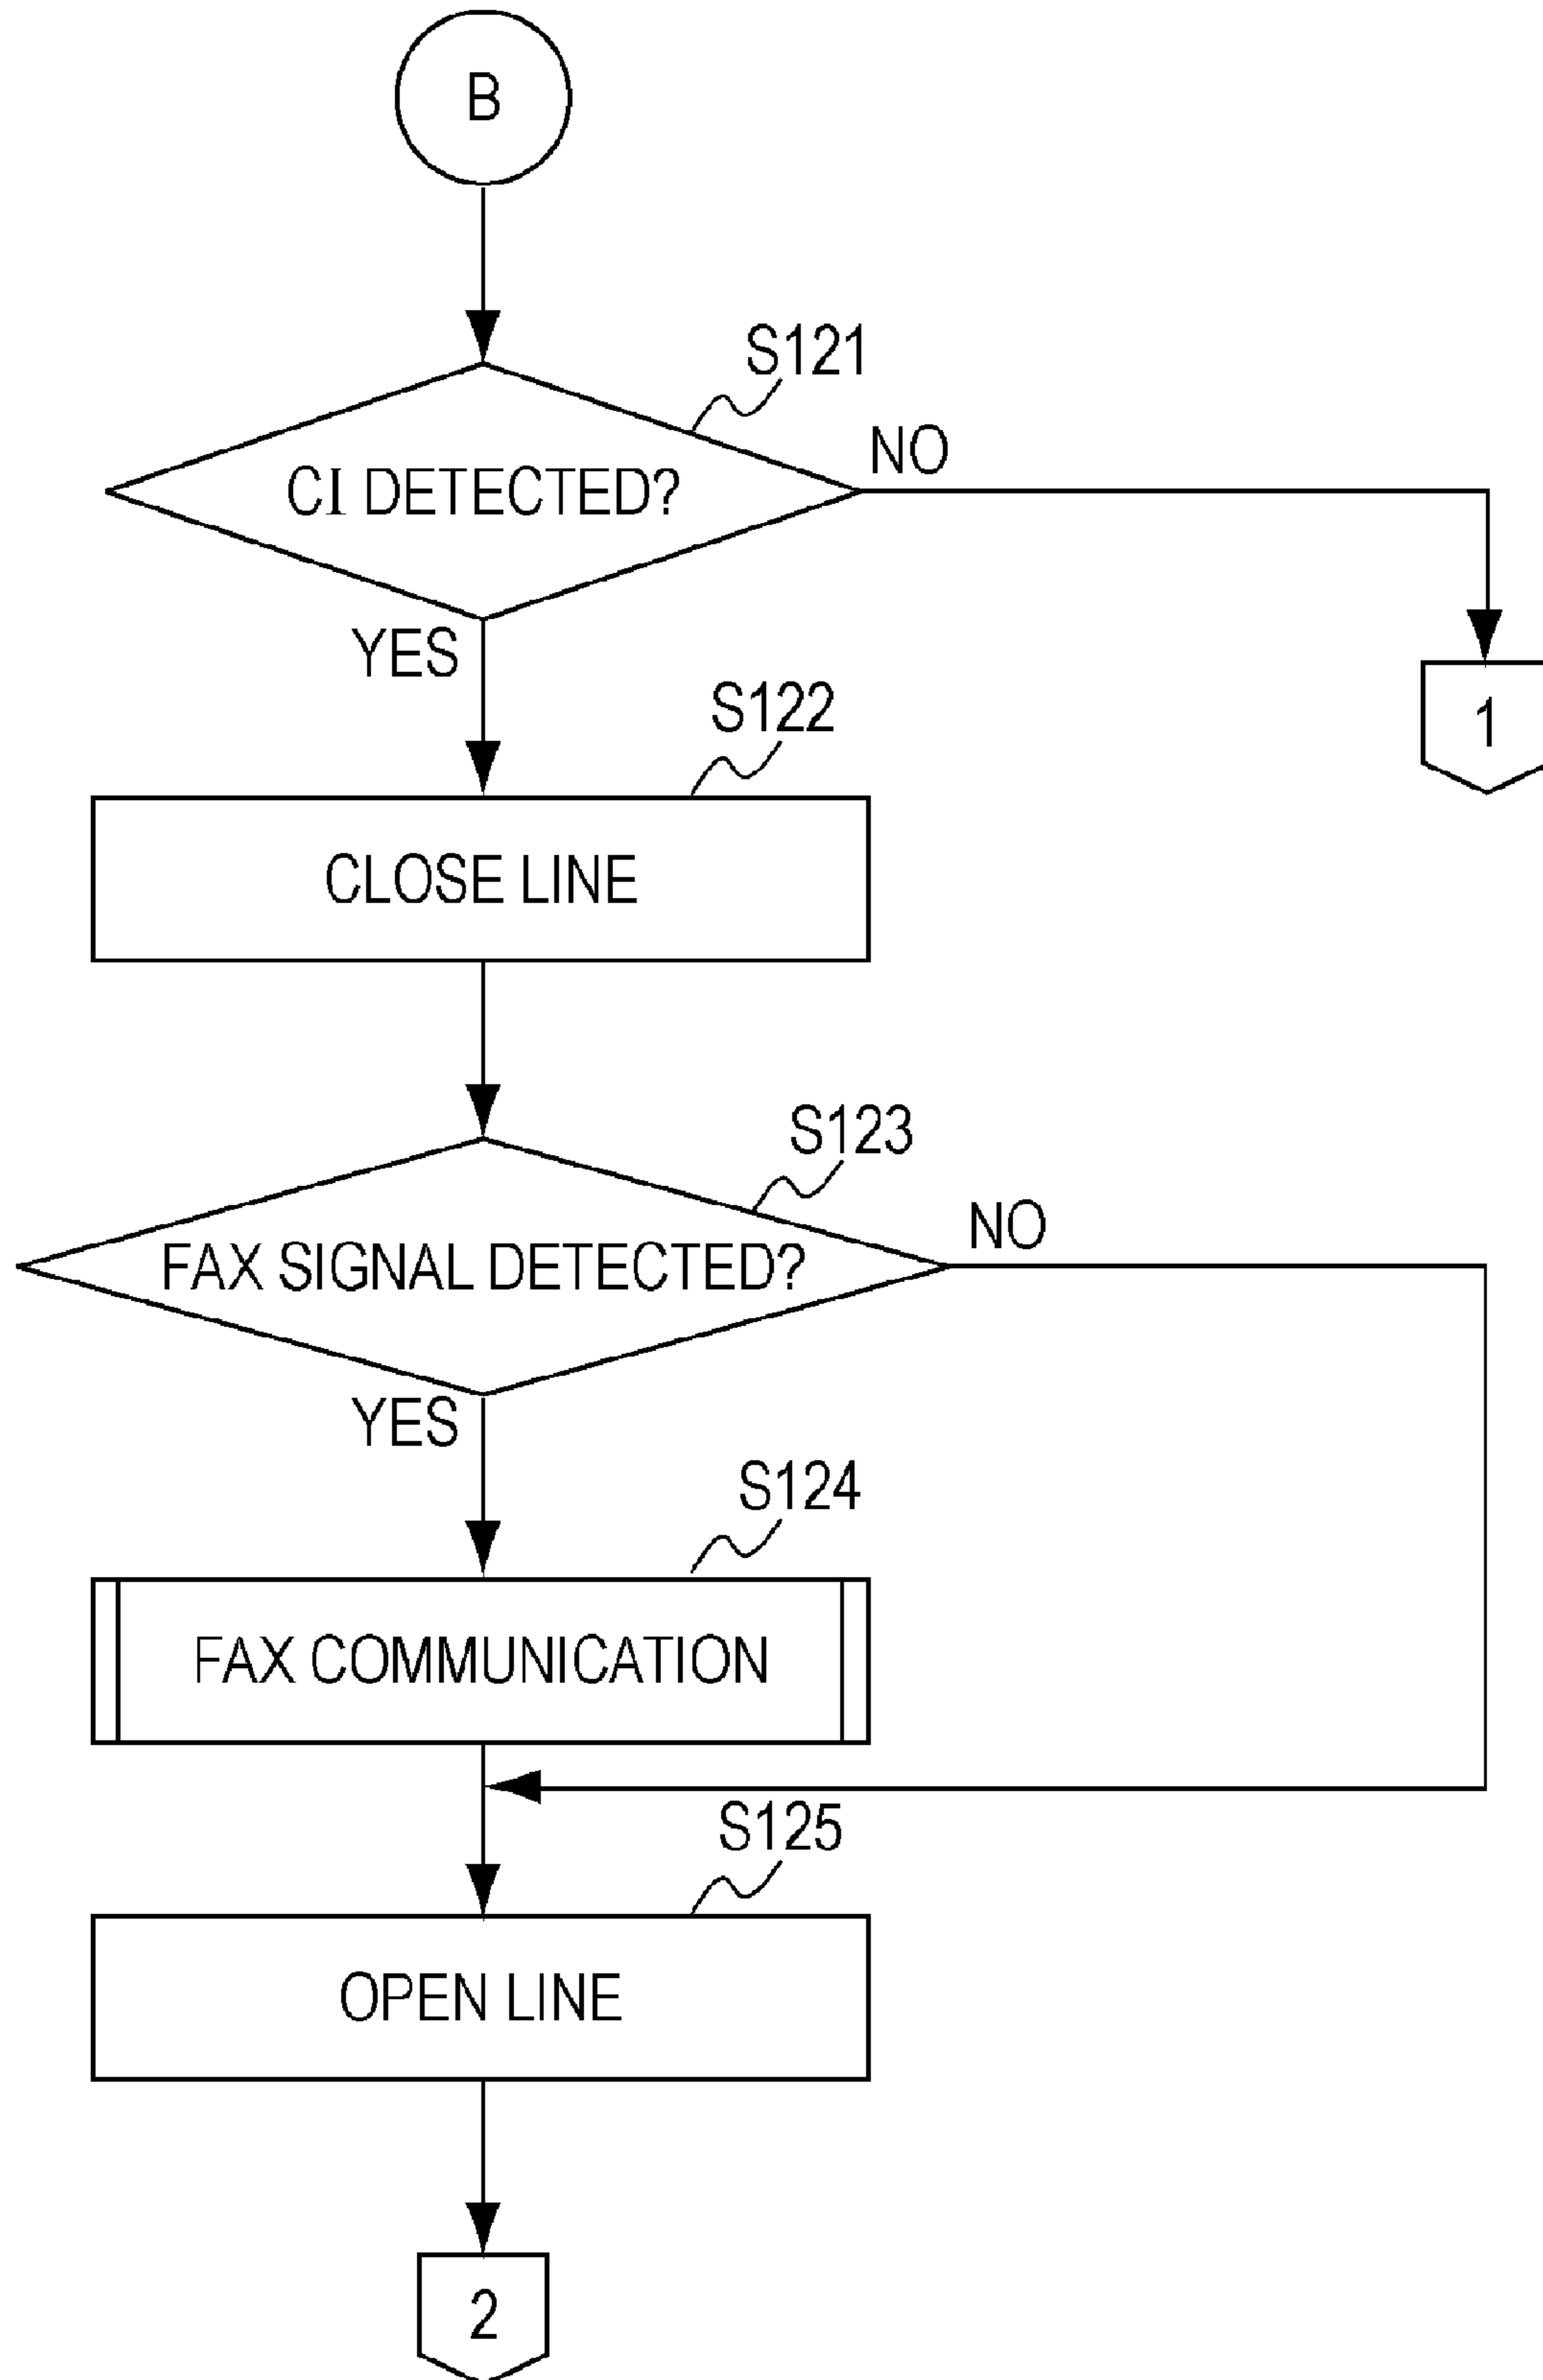 B
S121
CI DETECTED?
NO
YES
1
S122
CLOSE LINE
S123
FAX SIGNAL DETECTED?
NO
YES
S124
FAX COMMUNICATION
S125
OPEN LINE
2